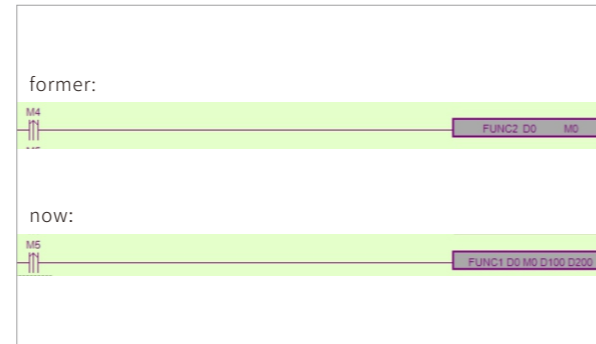 former:
M4
FUNC2 D0 M0
now:
M5
FUNC1 D0 M0 D100 D200